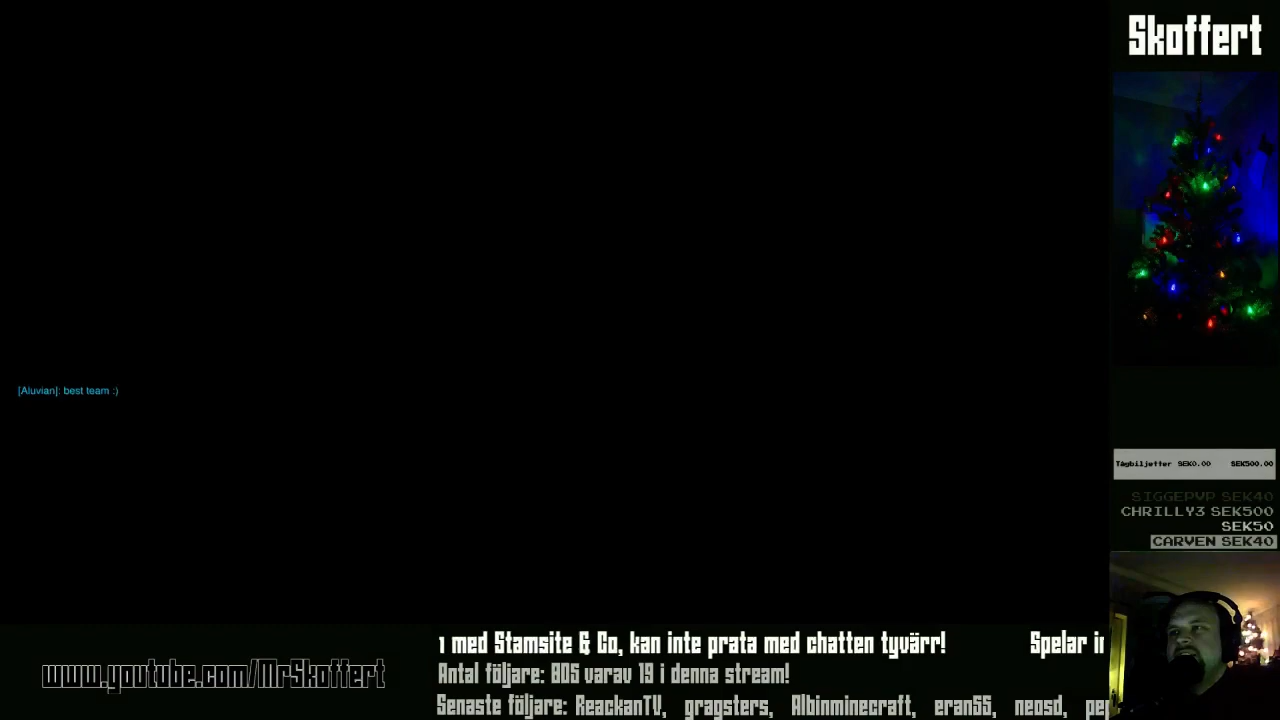 Skoffert
[Aluvian]: best team :)
Tågbiljetter SEK0.00 SEK500.00
SIGGEPVP SEK40
CHRILLY3 SEK500
SEK50
CARVEN SEK40
med Stamsite & Co, kan inte prata med chatten tyvärr! Spelar
Antal följare: 805 varav 19 i denna stream!
www.youtube.com/MrSkoffert
Senaste följare: ReackanTV, gragsters, Albinminecraft, eranSS, neosd,